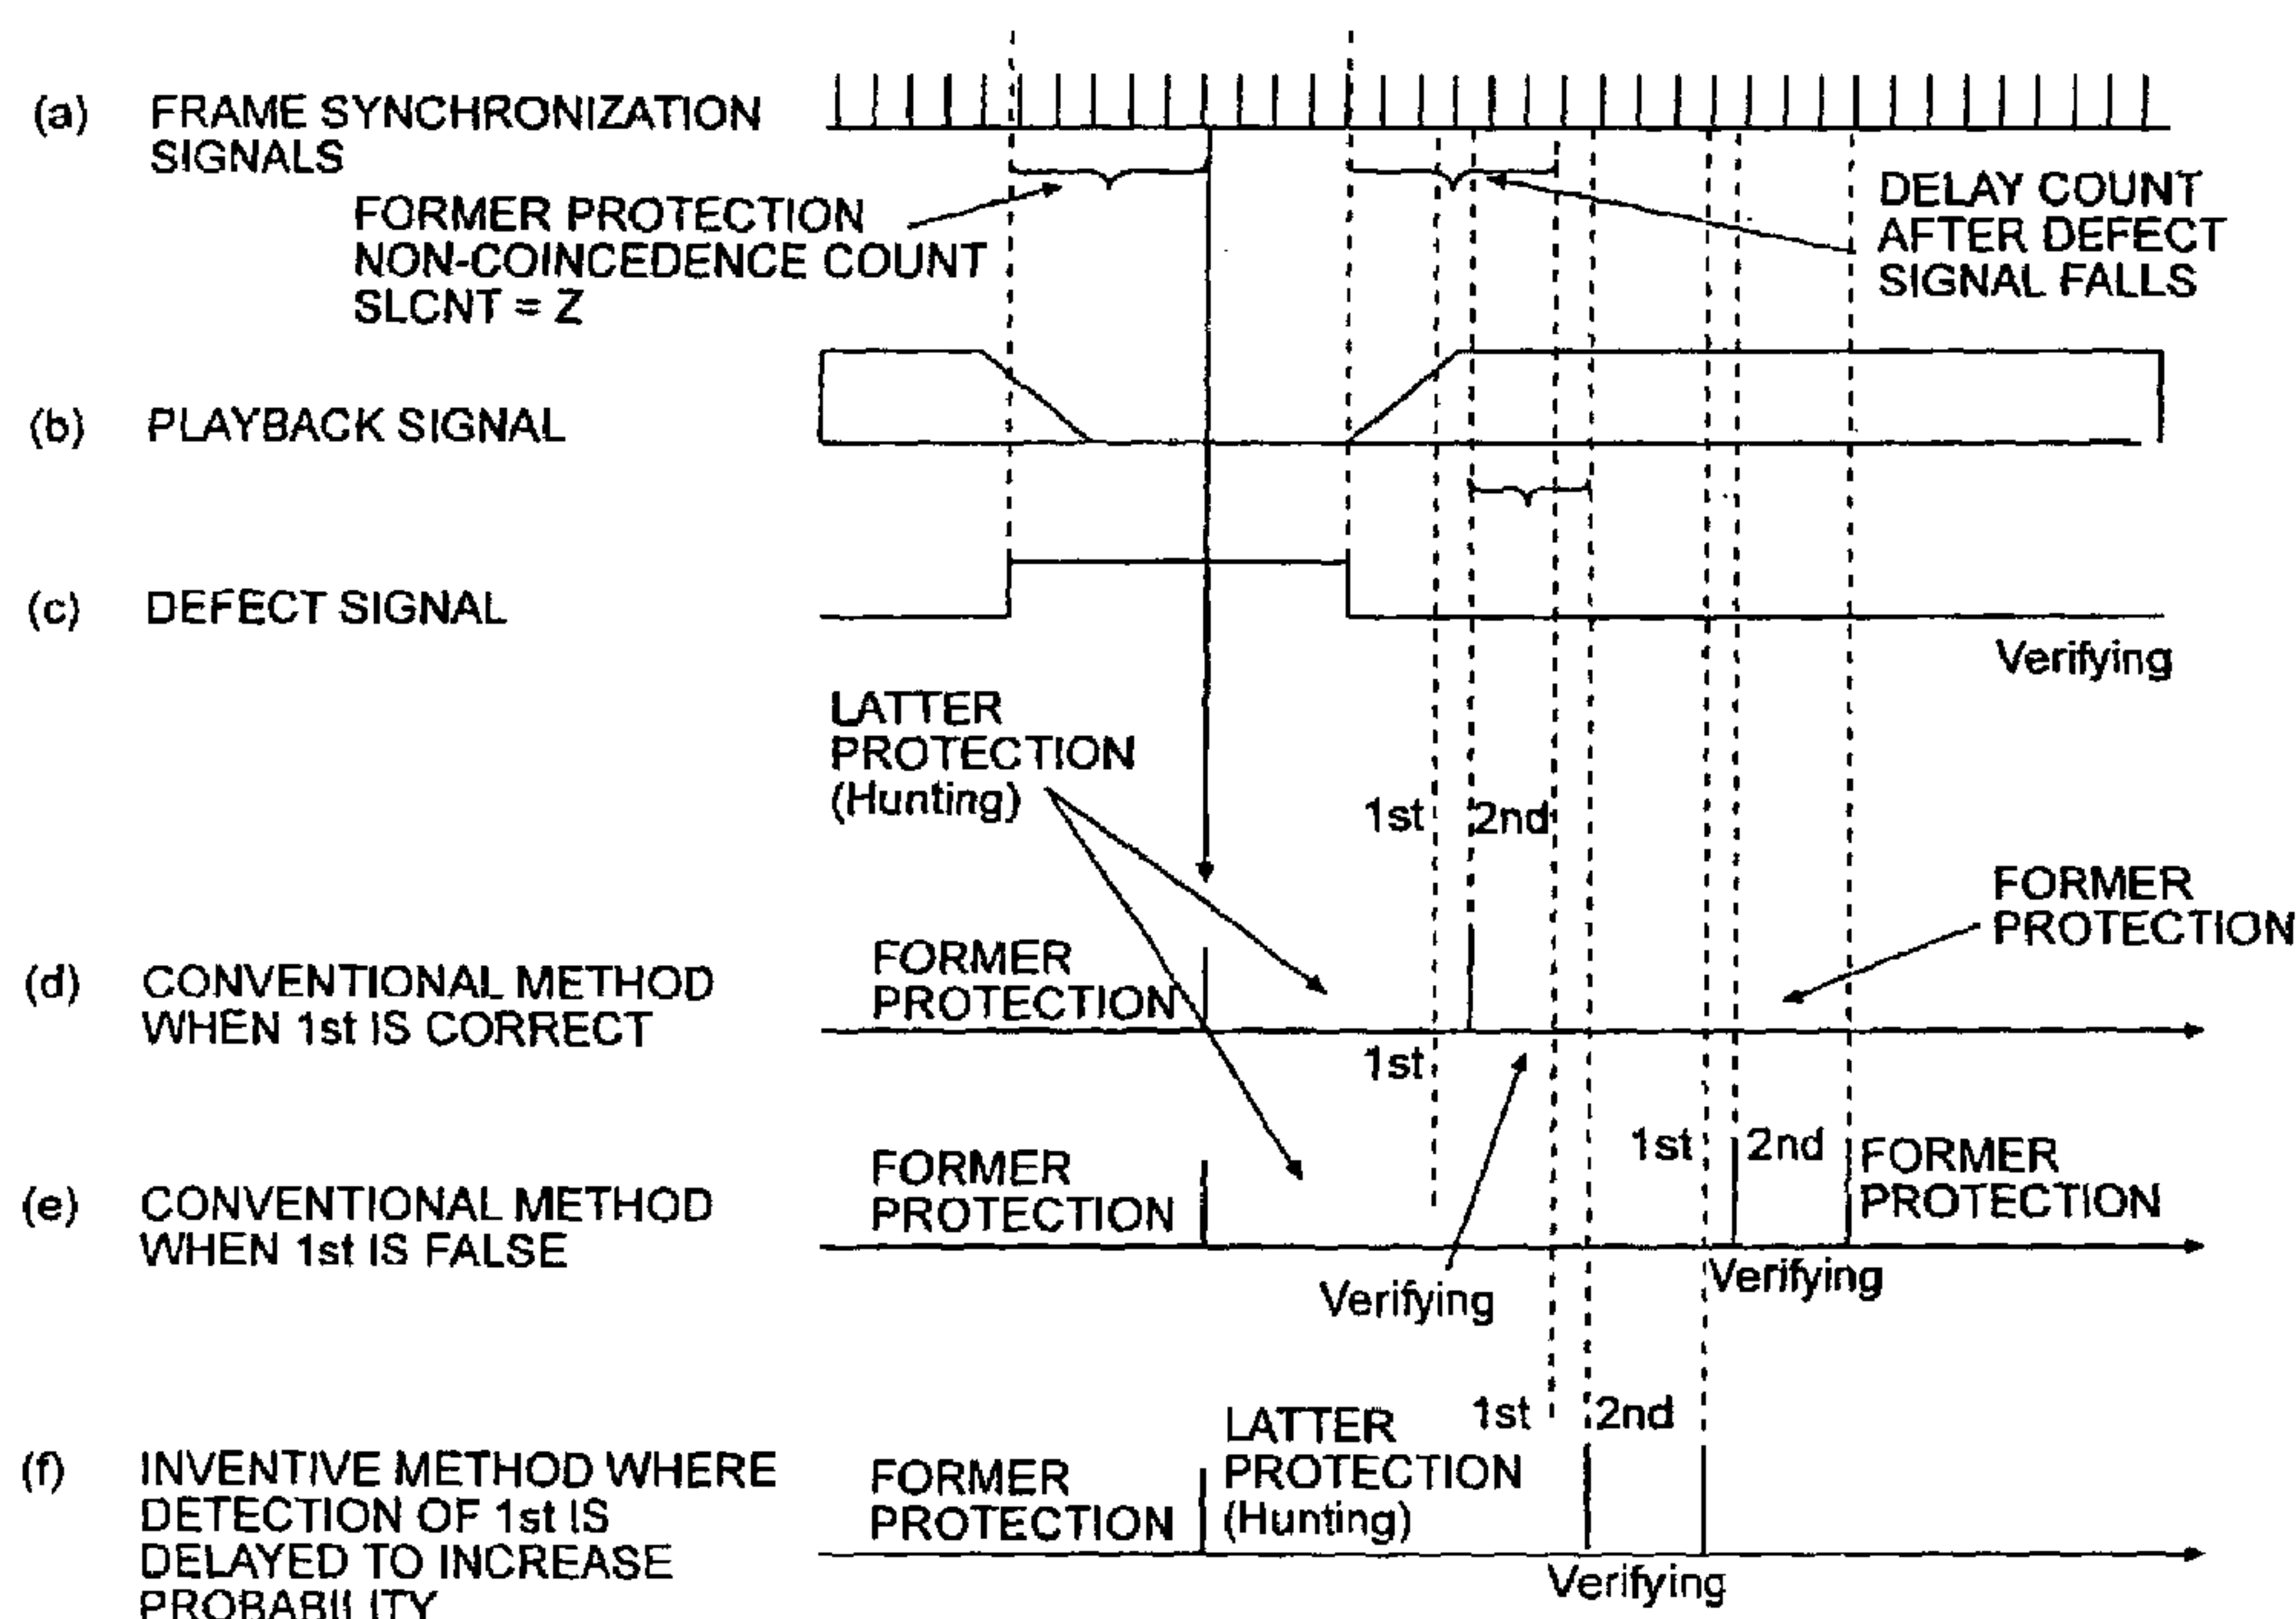 (a) FRAME SYNCHRONIZATION
SIGNALS
FORMER PROTECTION
NON-COINCEDENCE COUNT
SLCNT = Z
DELAY COUNT
AFTER DEFECT
SIGNAL FALLS
(b) PLAYBACK SIGNAL
(c) DEFECT SIGNAL
Verifying
LATTER
PROTECTION
(Hunting)
1st 2nd
FORMER
PROTECTION
(d) CONVENTIONAL METHOD
WHEN 1st IS CORRECT
FORMER
PROTECTION
1st
(e) CONVENTIONAL METHOD
WHEN 1st IS FALSE
FORMER
PROTECTION
1st 2nd
FORMER
PROTECTION
Verifying
Verifying
(f) INVENTIVE METHOD WHERE
DETECTION OF 1st IS
DELAYED TO INCREASE
PROBABILITY
FORMER
PROTECTION
LATTER
PROTECTION
(Hunting)
1st 2nd
Verifying